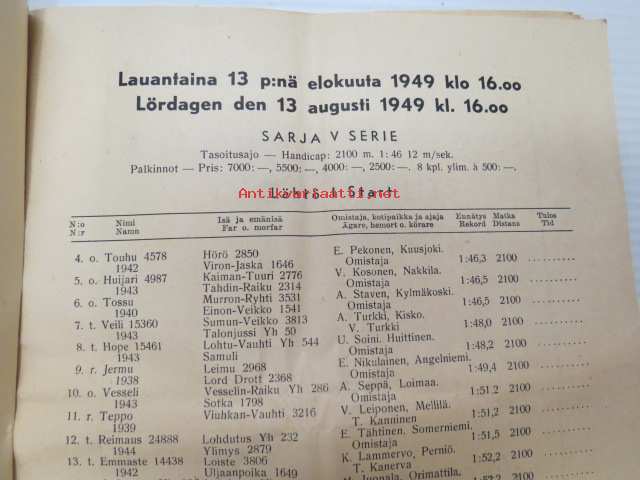 Lauantaina 13 p:nä elokuuta 1949 klo 16.oo
Lördagen den 13 augusti 1949 kl. 16.oo
SARJA V SERIE
Tasoitusajo — Handicap: 2100 m. 1: 46 12 m/sek.
Palkinnot — Pris: 7000: —, 5500: —, 4000: —, 2500: —. 8 kpl. ylim. à 500: —.
Lähtö 1 Start
Antikvariaatti.net
N:o Nimi Isä ja emänisä Omistaja, kotipaikka ja ajaja Ennätys Matka Tulos
N:r Namn Far o. morfar Ägare, hemort o. körare Rekord Distans Tid
4. o. Touhu 4578 Hörö 2850 E. Pekonen, Kuusjoki. 1:46,3 2100 ..........
1942 Viron-Jaska 1646 Omistaja
5. o. Huijari 4987 Kaiman-Tuuri 2776 V. Kosonen, Nakkila. 1:46,5 2100 ..........
1943 Tahdin-Raiku 2314 Omistaja
6. o. Tossu Murron-Ryhti 3531 A. Staven, Kylmäkoski. 1:46,5 2100 ..........
1940 Einon-Veikko 1541 Omistaja
7. t. Veili 15360 Sumun-Veikko 3813 A. Turkki, Kisko. 1:48,0 2100 ..........
1943 Talonjussi Yh 50 V. Turkki
8. t. Hope 15461 Lohtu-Vauhti Yh 544 U. Soini. Huittinen. 1:48,2 2100 ..........
1943 Samuli Omistaja
9. r. Jermu Leimu 2968 E. Nikulainen, Angelniemi. 1:49,4 2100 ..........
1938 Lord Drott 2368 Omistaja
10. o. Vesseli Vesselin-Raiku Yh 286 A. Seppä, Loimaa. 1:51,2 2100 ..........
1943 Sotka 1798 Omistaja
11. r. Teppo Viuhkan-Vauhti 3216 V. Leiponen, Mellilä. 1:51,2 2100 ..........
1939 T. Kanninen
12. t. Reimaus 24888 Lohdutus Yh 232 E. Tähtinen. Somerniemi. 1:51,5 2100 ..........
1944 Ylimys 2879 Omistaja
13. t. Emmaste 14438 Loiste 3806 K. Lammervo, Perniö. 1:52,2 2100 ..........
1942 Uljaanpoika 1649 T. Kanerva
Juonala, Orimattila. 2100